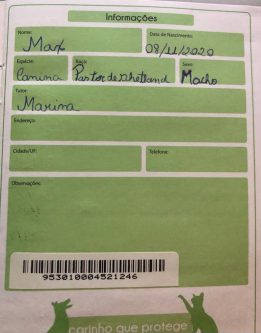 Informações
Nome: Data de Nascimento:
Max 09/11/2020
Espécie: Raça: Sexo:
Canina Pastor de Shetland Macho
Tutor:
Marina
Endereço:
Cidade/UF: Telefone:
Observações:
953010004521246
carinho que protege